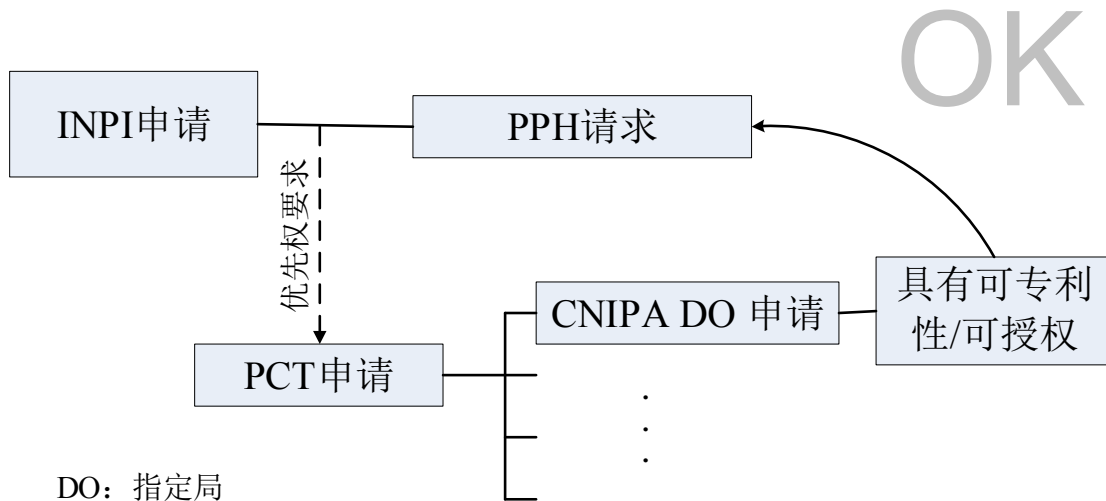 OK
INPI申请
PPH请求
优先权要求
CNIPA DO 申请
具有可专利
性/可授权
PCT申请
DO：指定局